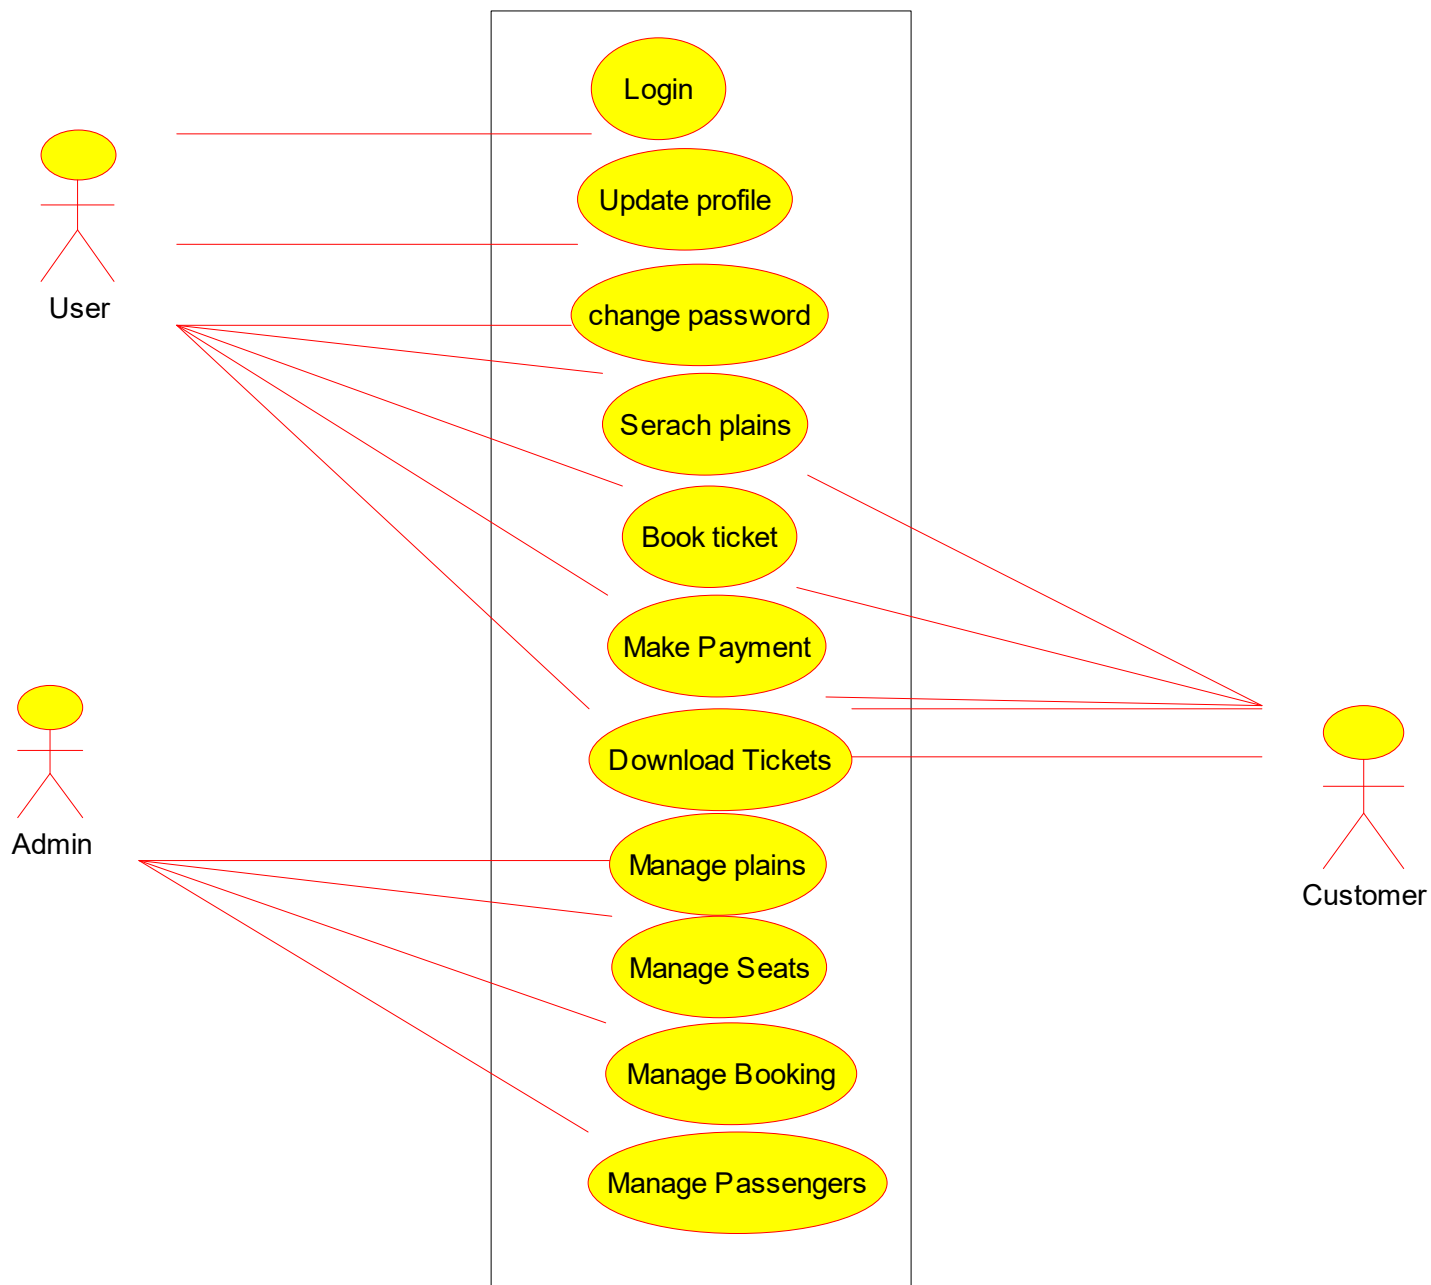 Login
Update profile
User
change password
Serach plains
Book ticket
Make Payment
Download Tickets
Admin
Manage plains
Customer
Manage Seats
Manage Booking
Manage Passengers